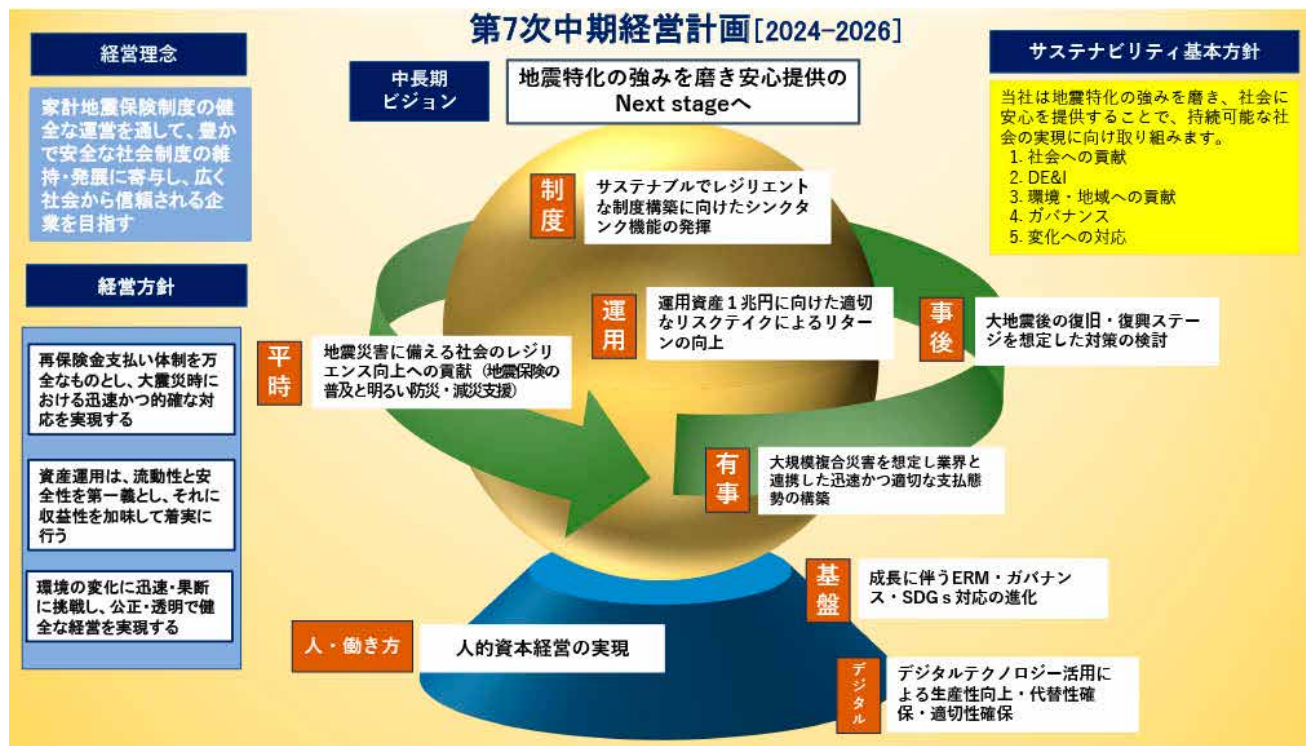 第7次中期経営計画[2024-2026]
経営理念
家計地震保険制度の健
全な運営を通して、豊か
で安全な社会制度の維
持・発展に寄与し、広く
社会から信頼される企
業を目指す
経営方針
再保険金支払い体制を万
全なものとし、大震災時に
おける迅速かつ的確な対
応を実現する
資産運用は、流動性と安
全性を第一義とし、それに
収益性を加味して着実に
行う
環境の変化に迅速・果断
に挑戦し、公正・透明で健
全な経営を実現する
中長期
ビジョン
地震特化の強みを磨き安心提供の
Next stageへ
サステナビリティ基本方針
当社は地震特化の強みを磨き、社会に
安心を提供することで、持続可能な社
会の実現に向け取り組みます。
1. 社会への貢献
2. DE&I
3. 環境・地域への貢献
4. ガバナンス
5. 変化への対応
制度
サステナブルでレジリエント
な制度構築に向けたシンクタ
ンク機能の発揮
運用
運用資産１兆円に向けた適切
なリスクテイクによるリター
ンの向上
事後
大地震後の復旧・復興ステー
ジを想定した対策の検討
平時
地震災害に備える社会のレジリ
エンス向上への貢献（地震保険の
普及と明るい防災・減災支援）
有事
大規模複合災害を想定し業界と
連携した迅速かつ適切な支払態
勢の構築
基盤
成長に伴うERM・ガバナン
ス・SDGｓ対応の進化
人・働き方
人的資本経営の実現
デジタル
デジタルテクノロジー活用に
よる生産性向上・代替性確
保・適切性確保